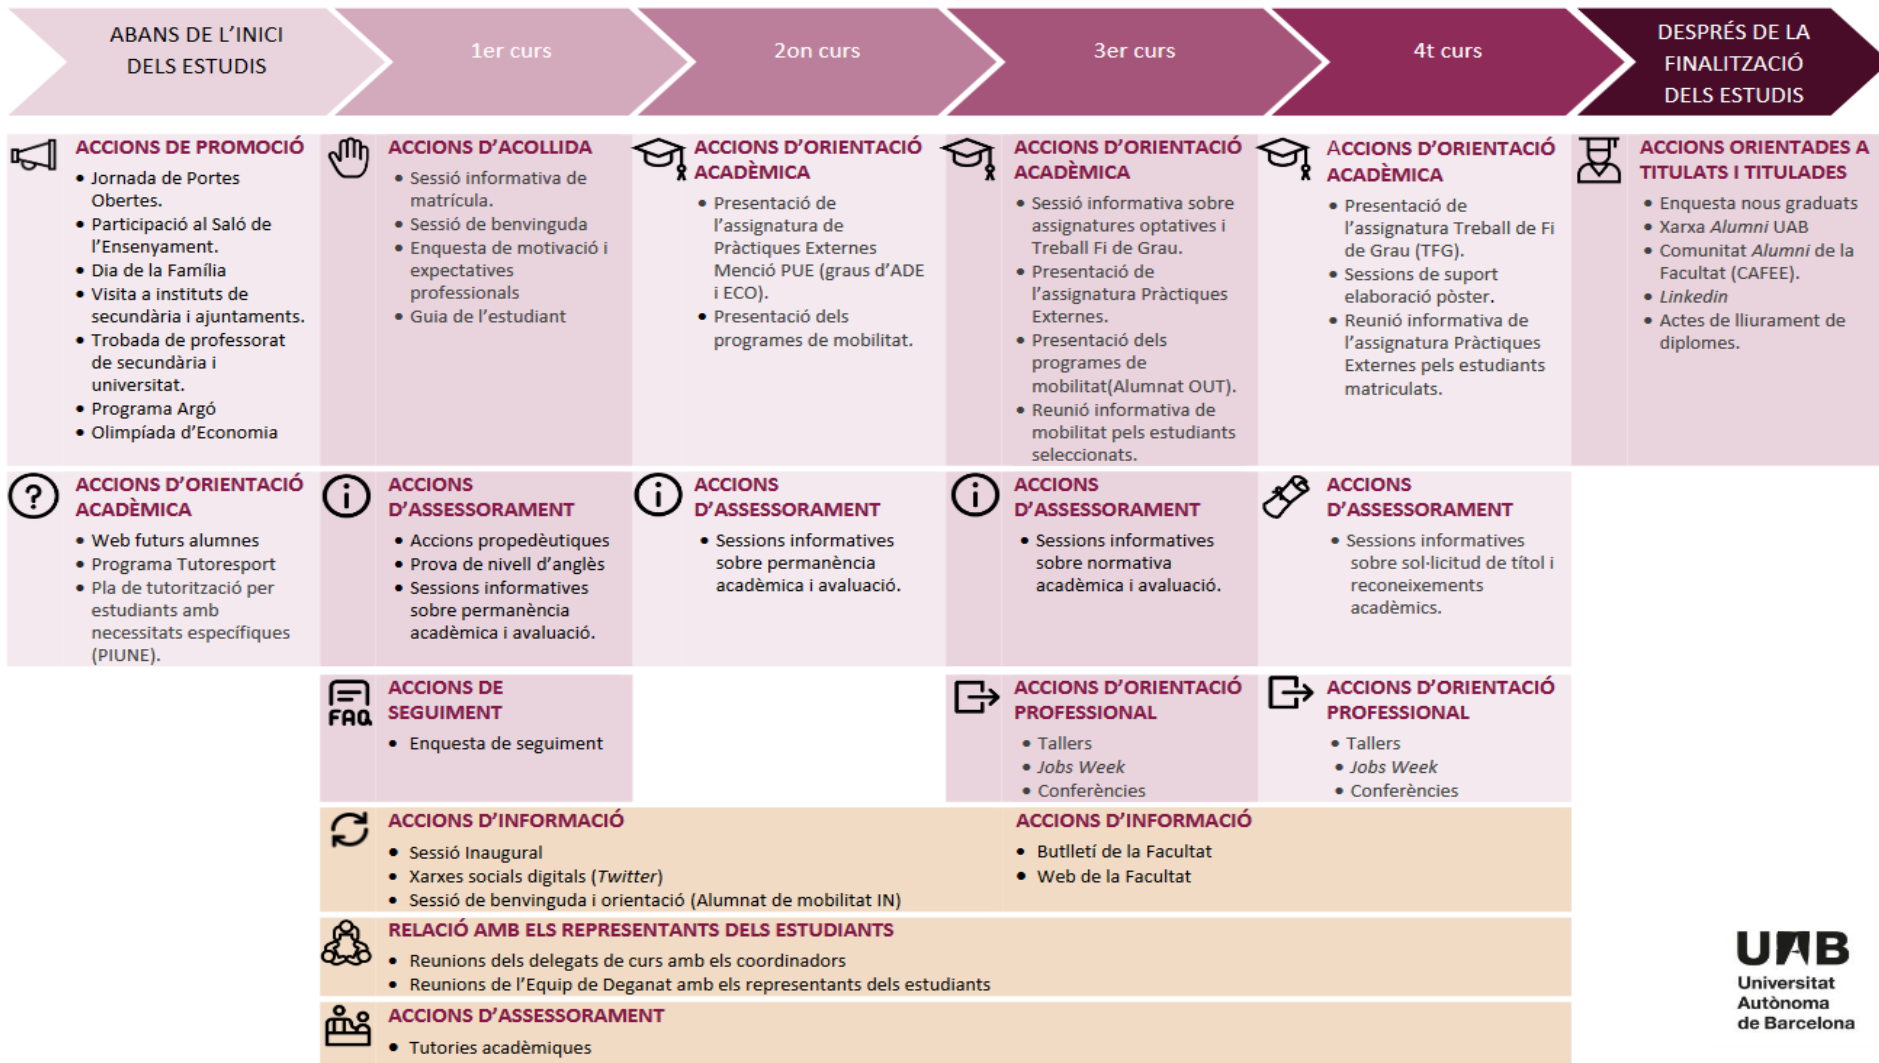 ABANS DE L’INICI
DELS ESTUDIS
1er curs
2on curs
3er curs
4t curs
DESPRÉS DE LA
FINALITZACIÓ
DELS ESTUDIS
ACCIONS DE PROMOCIÓ
• Jornada de Portes
Obertes.
• Participació al Saló de
l’Ensenyament.
• Dia de la Família
• Visita a instituts de
secundària i ajuntaments.
• Trobada de professorat
de secundària i
universitat.
• Programa Argó
• Olimpíada d’Economia
ACCIONS D’ACOLLIDA
• Sessió informativa de
matrícula.
• Sessió de benvinguda
• Enquesta de motivació i
expectatives
professionals
• Guia de l’estudiant
ACCIONS D’ORIENTACIÓ
ACADÈMICA
• Presentació de
l’assignatura de
Pràctiques Externes
Menció PUE (graus d’ADE
i ECO).
• Presentació dels
programes de mobilitat.
ACCIONS D’ORIENTACIÓ
ACADÈMICA
• Sessió informativa sobre
assignatures optatives i
Treball Fi de Grau.
• Presentació de
l’assignatura Pràctiques
Externes.
• Presentació dels
programes de
mobilitat(Alumnat OUT).
• Reunió informativa de
mobilitat pels estudiants
seleccionats.
ACCIONS D’ORIENTACIÓ
ACADÈMICA
• Presentació de
l’assignatura Treball de Fi
de Grau (TFG).
• Sessions de suport
elaboració pòster.
• Reunió informativa de
l’assignatura Pràctiques
Externes pels estudiants
matriculats.
ACCIONS ORIENTADES A
TITULATS I TITULADES
• Enquesta nous graduats
• Xarxa Alumni UAB
• Comunitat Alumni de la
Facultat (CAFEE).
• Linkedin
• Actes de lliurament de
diplomes.
ACCIONS D’ORIENTACIÓ
ACADÈMICA
• Web futurs alumnes
• Programa Tutoresport
• Pla de tutorització per
estudiants amb
necessitats específiques
(PIUNE).
ACCIONS
D’ASSESSORAMENT
• Accions propedèutiques
• Prova de nivell d’anglès
• Sessions informatives
sobre permanència
acadèmica i avaluació.
ACCIONS
D’ASSESSORAMENT
• Sessions informatives
sobre permanència
acadèmica i avaluació.
ACCIONS
D’ASSESSORAMENT
• Sessions informatives
sobre normativa
acadèmica i avaluació.
ACCIONS
D’ASSESSORAMENT
• Sessions informatives
sobre sol·licitud de títol i
reconeixements
acadèmics.
FAQ
ACCIONS DE
SEGUIMENT
• Enquesta de seguiment
ACCIONS D’ORIENTACIÓ
PROFESSIONAL
• Tallers
• Jobs Week
• Conferències
ACCIONS D’ORIENTACIÓ
PROFESSIONAL
• Tallers
• Jobs Week
• Conferències
ACCIONS D’INFORMACIÓ
• Sessió Inaugural
• Xarxes socials digitals (Twitter)
• Sessió de benvinguda i orientació (Alumnat de mobilitat IN)
ACCIONS D’INFORMACIÓ
• Butlletí de la Facultat
• Web de la Facultat
RELACIÓ AMB ELS REPRESENTANTS DELS ESTUDIANTS
• Reunions dels delegats de curs amb els coordinadors
• Reunions de l’Equip de Deganat amb els representants dels estudiants
ACCIONS D’ASSESSORAMENT
• Tutories acadèmiques
UAB
Universitat
Autònoma
de Barcelona